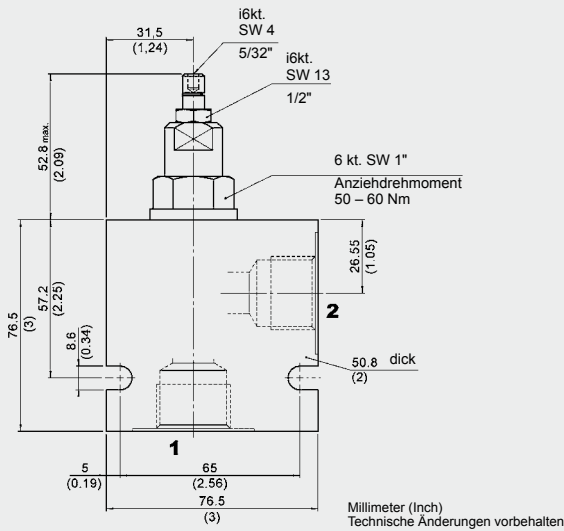 31,5
(1,24)
i6kt.
SW 4
5/32"
i6kt.
SW 13
1/2"
52.8 max.
(2.09)
6 kt. SW 1"
Anziehdrehmoment
50 – 60 Nm
26.55
(1.05)
76.5
(3)
57.2
(2.25)
8.6
(0.34)
2
50.8 dick
(2)
1
5
(0.19)
65
(2.56)
76.5
(3)
Millimeter (Inch)
Technische Änderungen vorbehalten